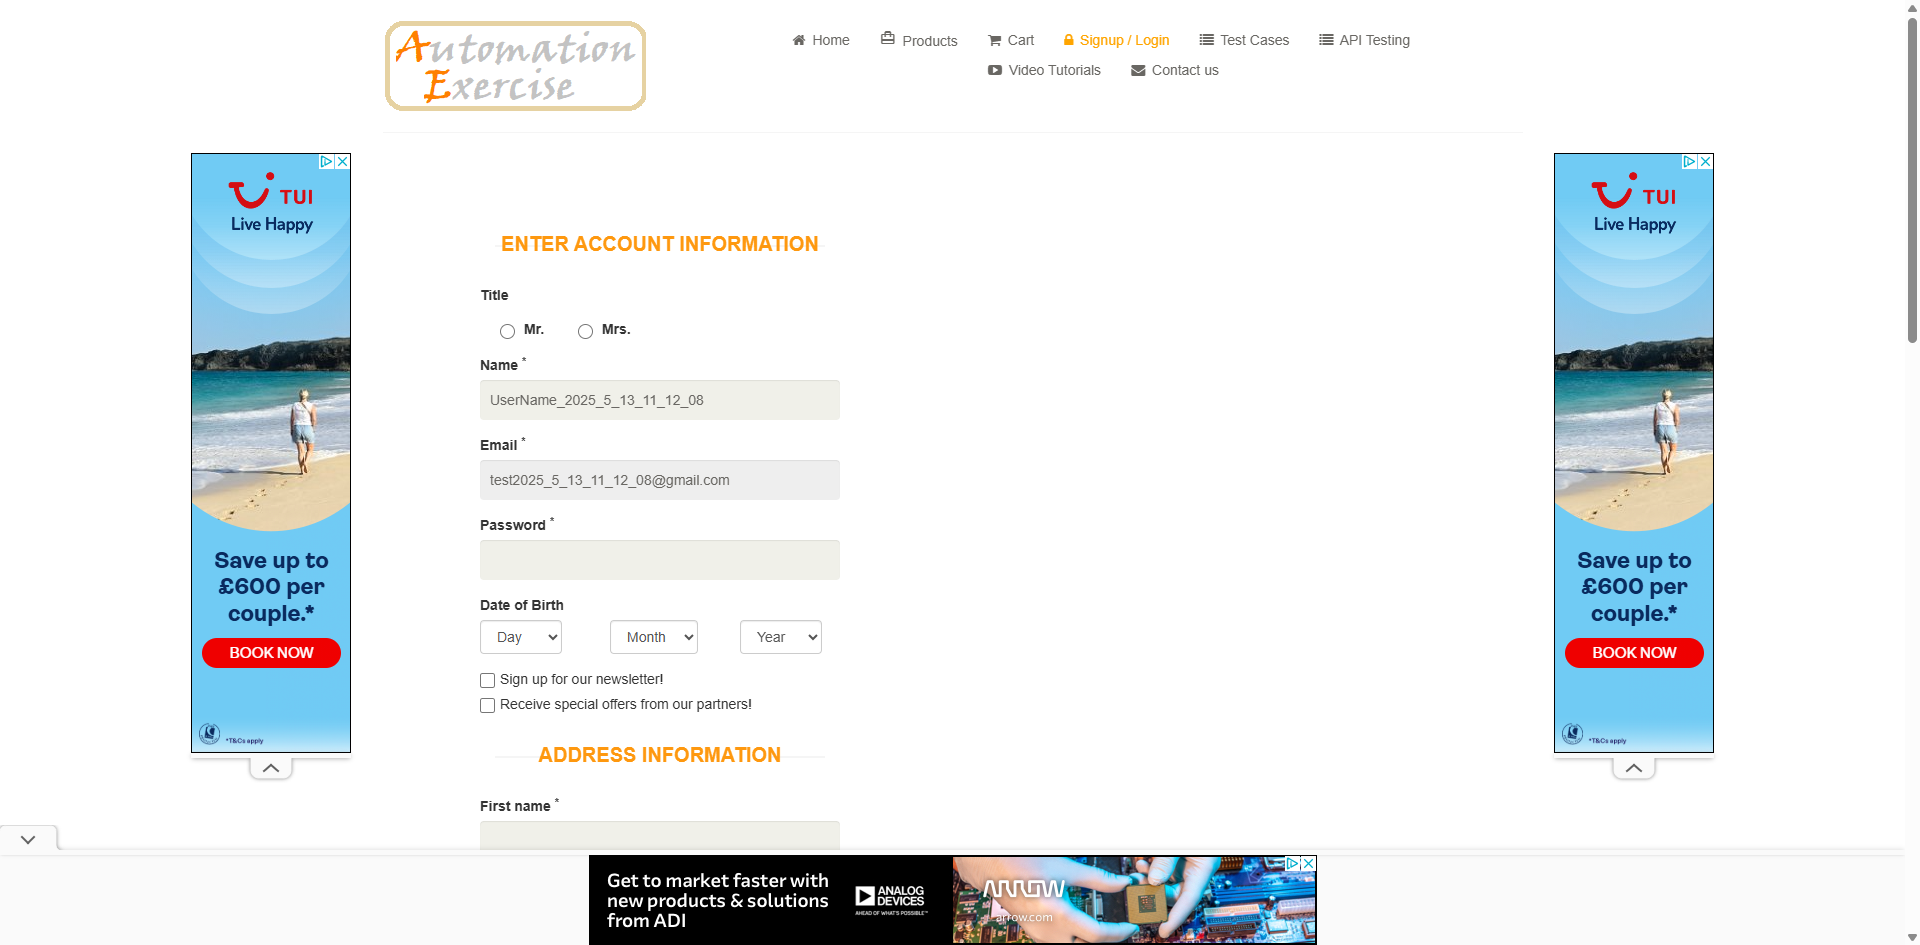 Automation
Exercise
Home
Products
Cart
Signup / Login
Test Cases
API Testing
Video Tutorials
Contact us
TUI
Live Happy
Save up to
£600 per
couple.*
BOOK NOW
*T&Cs apply
ENTER ACCOUNT INFORMATION
Title
Mr.
Mrs.
Name *
UserName_2025_5_13_11_12_08
Email *
test2025_5_13_11_12_08@gmail.com
Password *
Date of Birth
Day
Month
Year
Sign up for our newsletter!
Receive special offers from our partners!
ADDRESS INFORMATION
First name *
TUI
Live Happy
Save up to
£600 per
couple.*
BOOK NOW
*T&Cs apply
Get to market faster with
new products & solutions
from ADI
ANALOG
DEVICES
AHEAD OF WHAT'S POSSIBLE™
ARROW
arrow.com